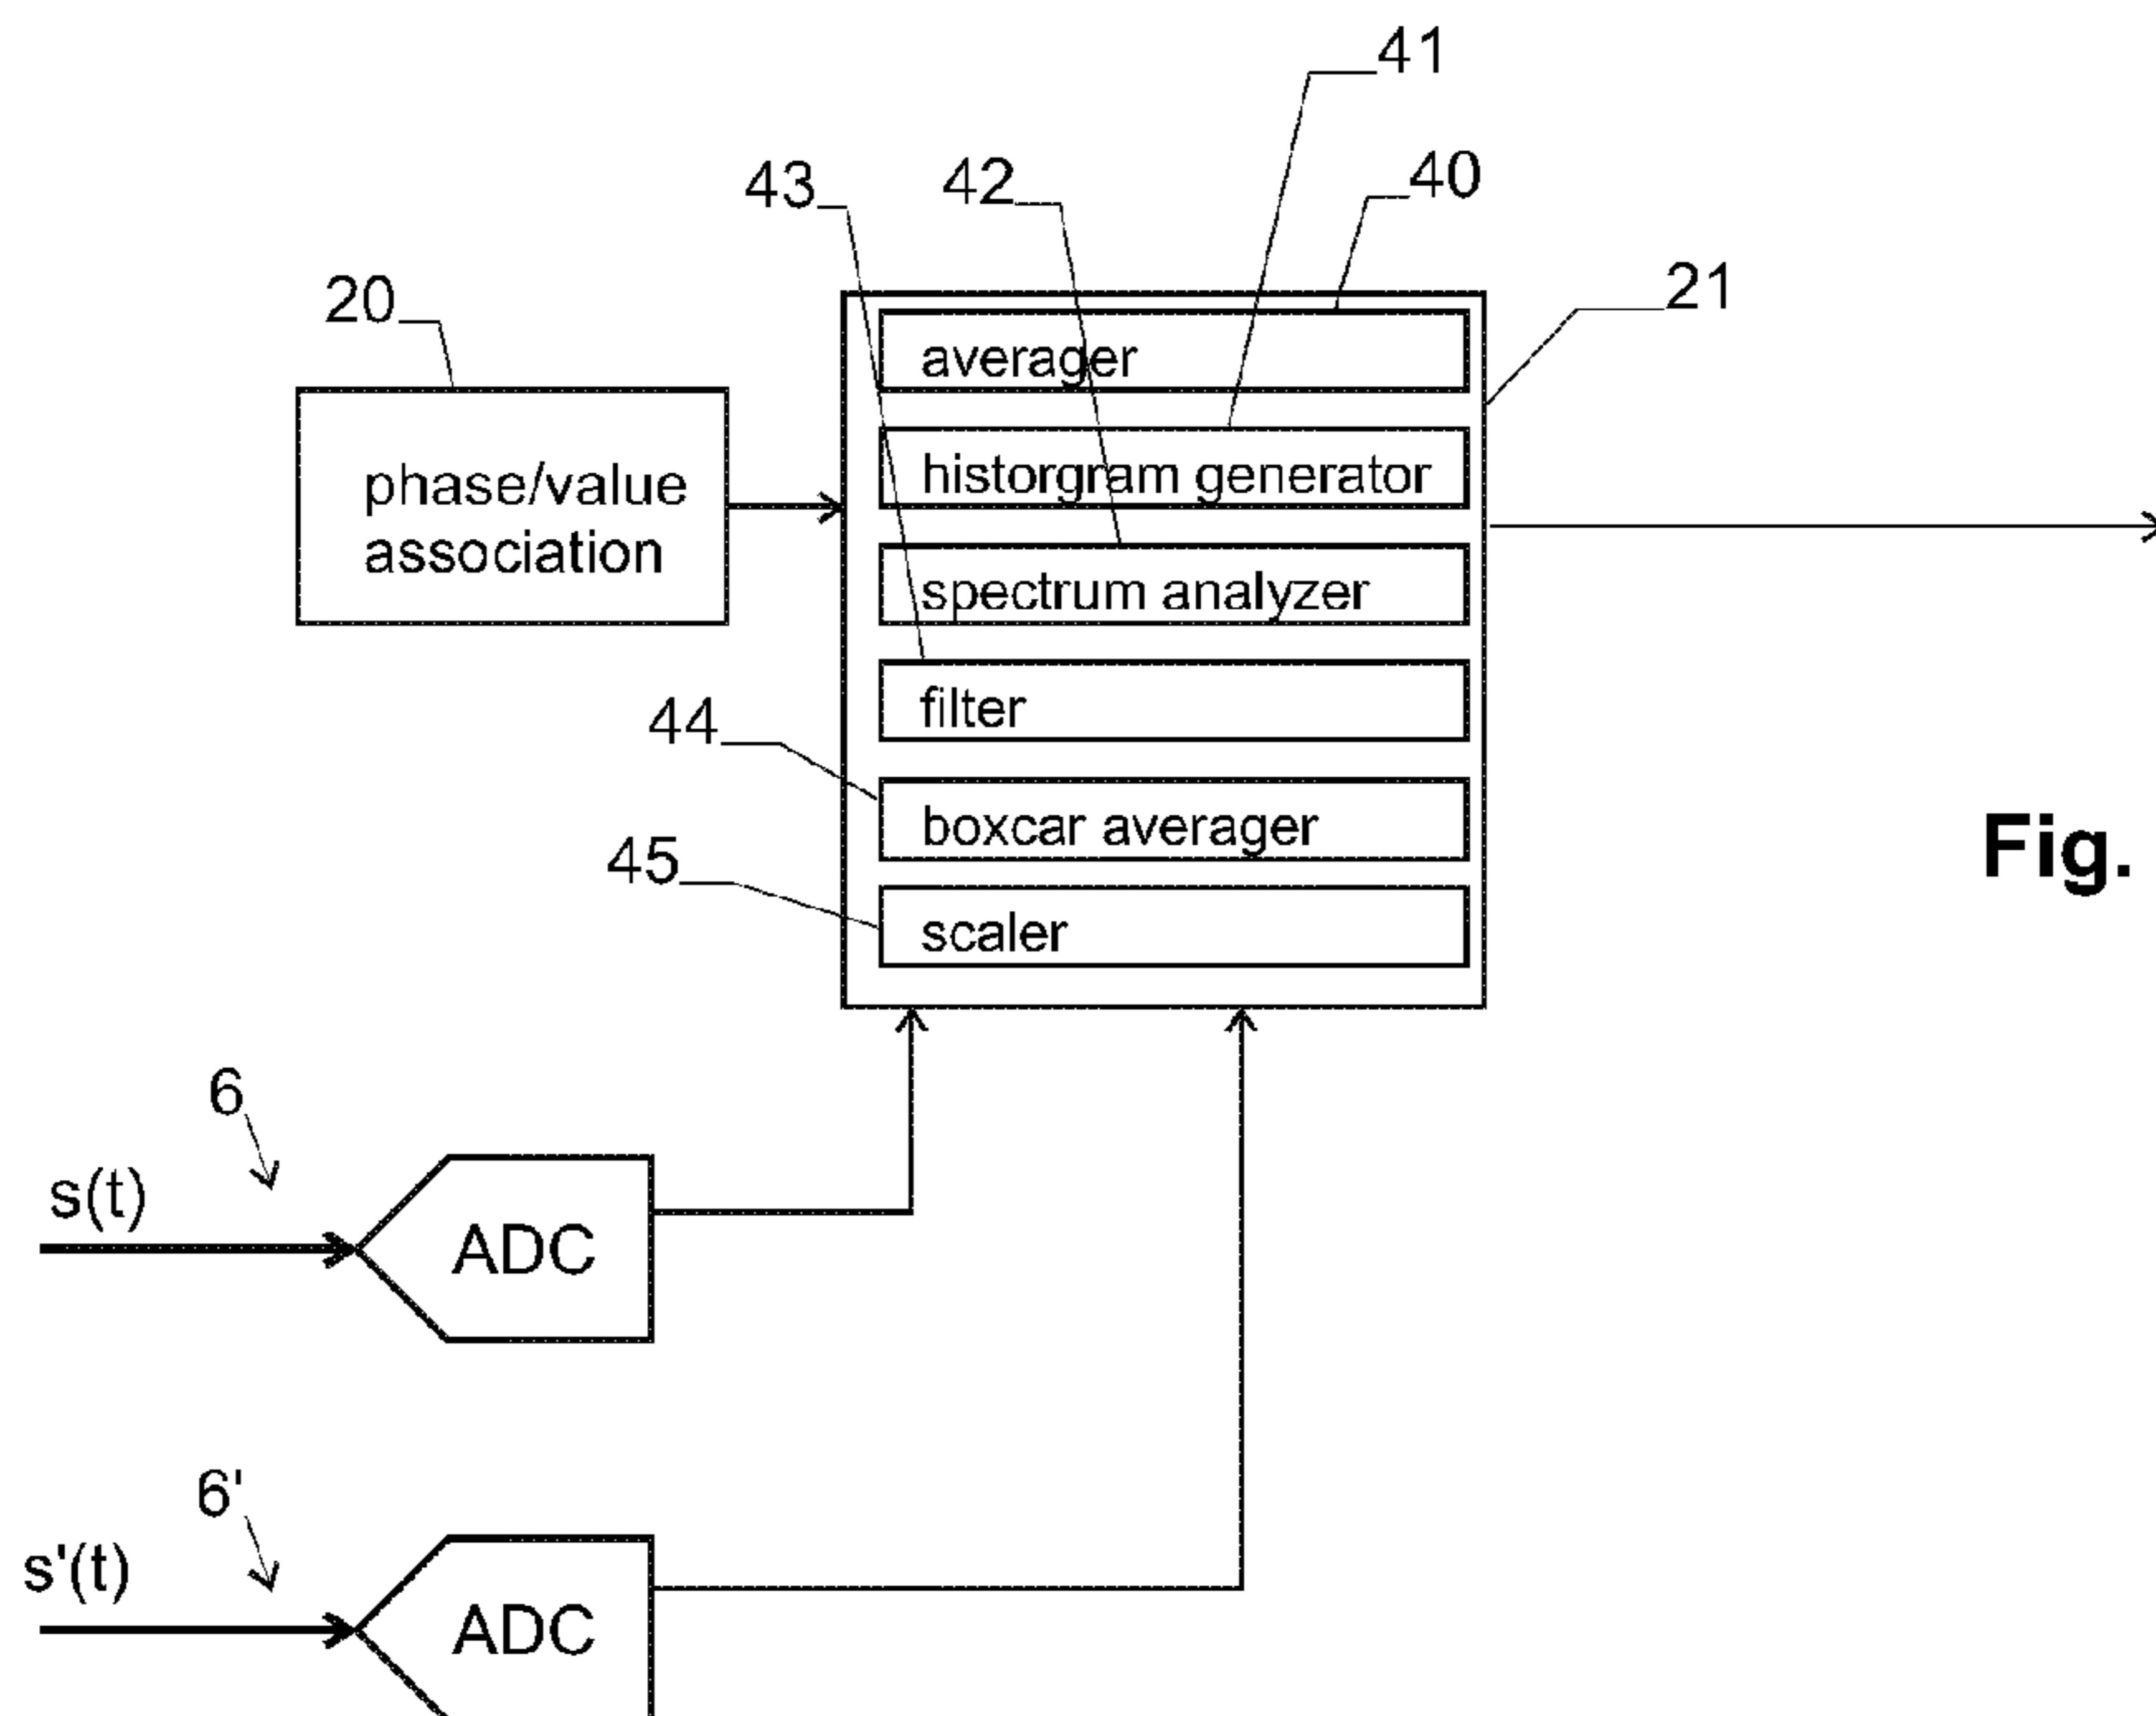 41
43
42
40
20
21
averager
phase/value
association
historgram generator
spectrum analyzer
filter
44
boxcar averager
Fig.
45
scaler
6
s(t)
ADC
6'
s'(t)
ADC